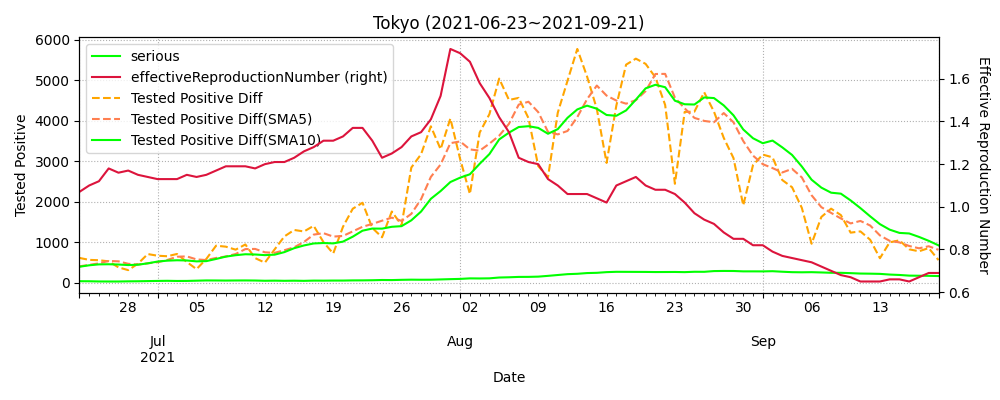 Tokyo (2021-06-23~2021-09-21)
serious
effectiveReproductionNumber (right)
Tested Positive Diff
Tested Positive Diff(SMA5)
Tested Positive Diff(SMA10)
Tested Positive
6000
5000
4000
3000
2000
1000
0
Effective Reproduction Number
1.6
1.4
1.2
1.0
0.8
0.6
28 05 12 19 26 02 09 16 23 30 06 13
Jul Aug Sep
2021
Date